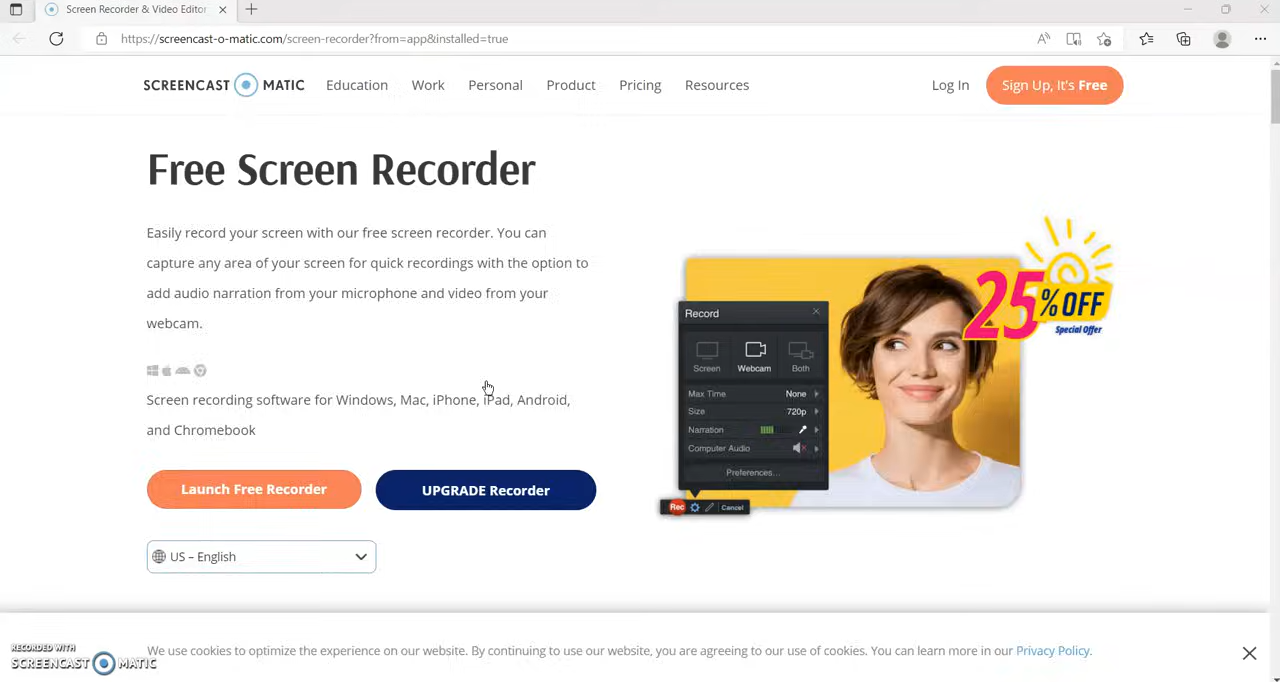 Screen Recorder & Video Editor
https://screencast-o-matic.com/screen-recorder?from=app&installed=true
SCREENCAST MATIC
Education
Work
Personal
Product
Pricing
Resources
Log In
Sign Up, It's Free
Free Screen Recorder
Easily record your screen with our free screen recorder. You can
capture any area of your screen for quick recordings with the option to
add audio narration from your microphone and video from your
webcam.
Screen recording software for Windows, Mac, iPhone, iPad, Android,
and Chromebook
Launch Free Recorder
UPGRADE Recorder
US – English
Record
Screen
Webcam
Both
Max Time None
Size 720p
Narration
Computer Audio
Preferences...
Rec
Cancel
25 % OFF
Special Offer
We use cookies to optimize the experience on our website. By continuing to use our website, you are agreeing to our use of cookies. You can learn more in our Privacy Policy.
RECORDED WITH
SCREENCAST MATIC